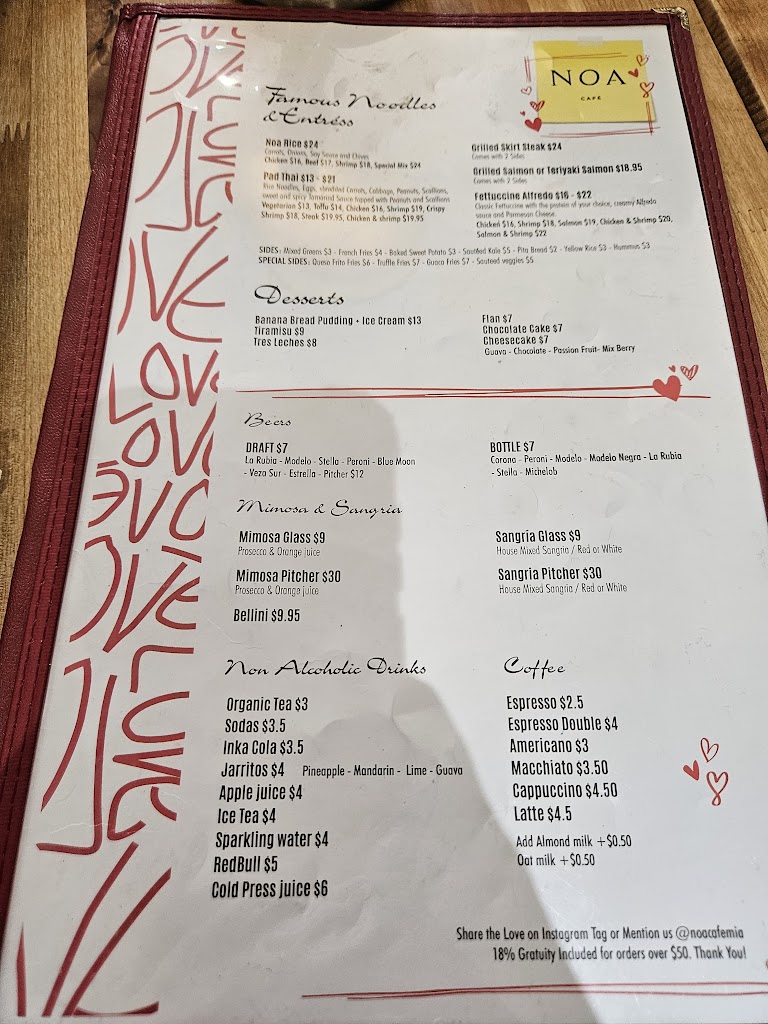 NOA
CAFÉ
Famous Noodles
& Entréss
Noa Rice $24
Carrots, Onions, Soy Sauce and Chives
Chicken $16, Beef $17, Shrimp $18, Special Mix $24
Pad Thai $13 - $21
Rice Noodles, Eggs, shredded Carrots, Cabbage, Peanuts, Scallions,
sweet and spicy Tamarind Sauce topped with Peanuts and Scallions
Vegetarian $13, Toffu $14, Chicken $16, Shrimp $19, Crispy
Shrimp $18, Steak $19.95, Chicken & shrimp $19.95
Grilled Skirt Steak $24
Comes with 2 Sides
Grilled Salmon or Teriyaki Salmon $18.95
Comes with 2 Sides
Fettuccine Alfredo $16 - $22
Classic Fettuccine with the protein of your choice, creamy Alfredo
sauce and Parmesan Cheese.
Chicken $16, Shrimp $18, Salmon $19, Chicken & Shrimp $20,
Salmon & Shrimp $22
SIDES: Mixed Greens $3 - French Fries $4 - Baked Sweet Potato $3 - Sautéed Kale $5 - Pita Bread $2 - Yellow Rice $3 - Hummus $3
SPECIAL SIDES: Queso Frito Fries $6 - Truffle Fries $7 - Guaca Fries $7 - Sauteed veggies $5
Desserts
Banana Bread Pudding + Ice Cream $13
Tiramisu $9
Tres Leches $8
Flan $7
Chocolate Cake $7
Cheesecake $7
Guava - Chocolate - Passion Fruit- Mix Berry
Beers
DRAFT $7
La Rubia - Modelo - Stella - Peroni - Blue Moon
- Veza Sur - Estrella - Pitcher $12
BOTTLE $7
Corona - Peroni - Modelo - Modelo Negra - La Rubia
- Stella - Michelob
Mimosa & Sangria
Mimosa Glass $9
Prosecco & Orange juice
Mimosa Pitcher $30
Prosecco & Orange juice
Bellini $9.95
Sangria Glass $9
House Mixed Sangria / Red or White
Sangria Pitcher $30
House Mixed Sangria / Red or White
Non Alcoholic Drinks
Organic Tea $3
Sodas $3.5
Inka Cola $3.5
Jarritos $4 Pineapple - Mandarin - Lime - Guava
Apple juice $4
Ice Tea $4
Sparkling water $4
RedBull $5
Cold Press juice $6
Coffee
Espresso $2.5
Espresso Double $4
Americano $3
Macchiato $3.50
Cappuccino $4.50
Latte $4.5
Add Almond milk +$0.50
Oat milk +$0.50
Share the Love on Instagram Tag or Mention us @noacafemia
18% Gratuity Included for orders over $50. Thank You!